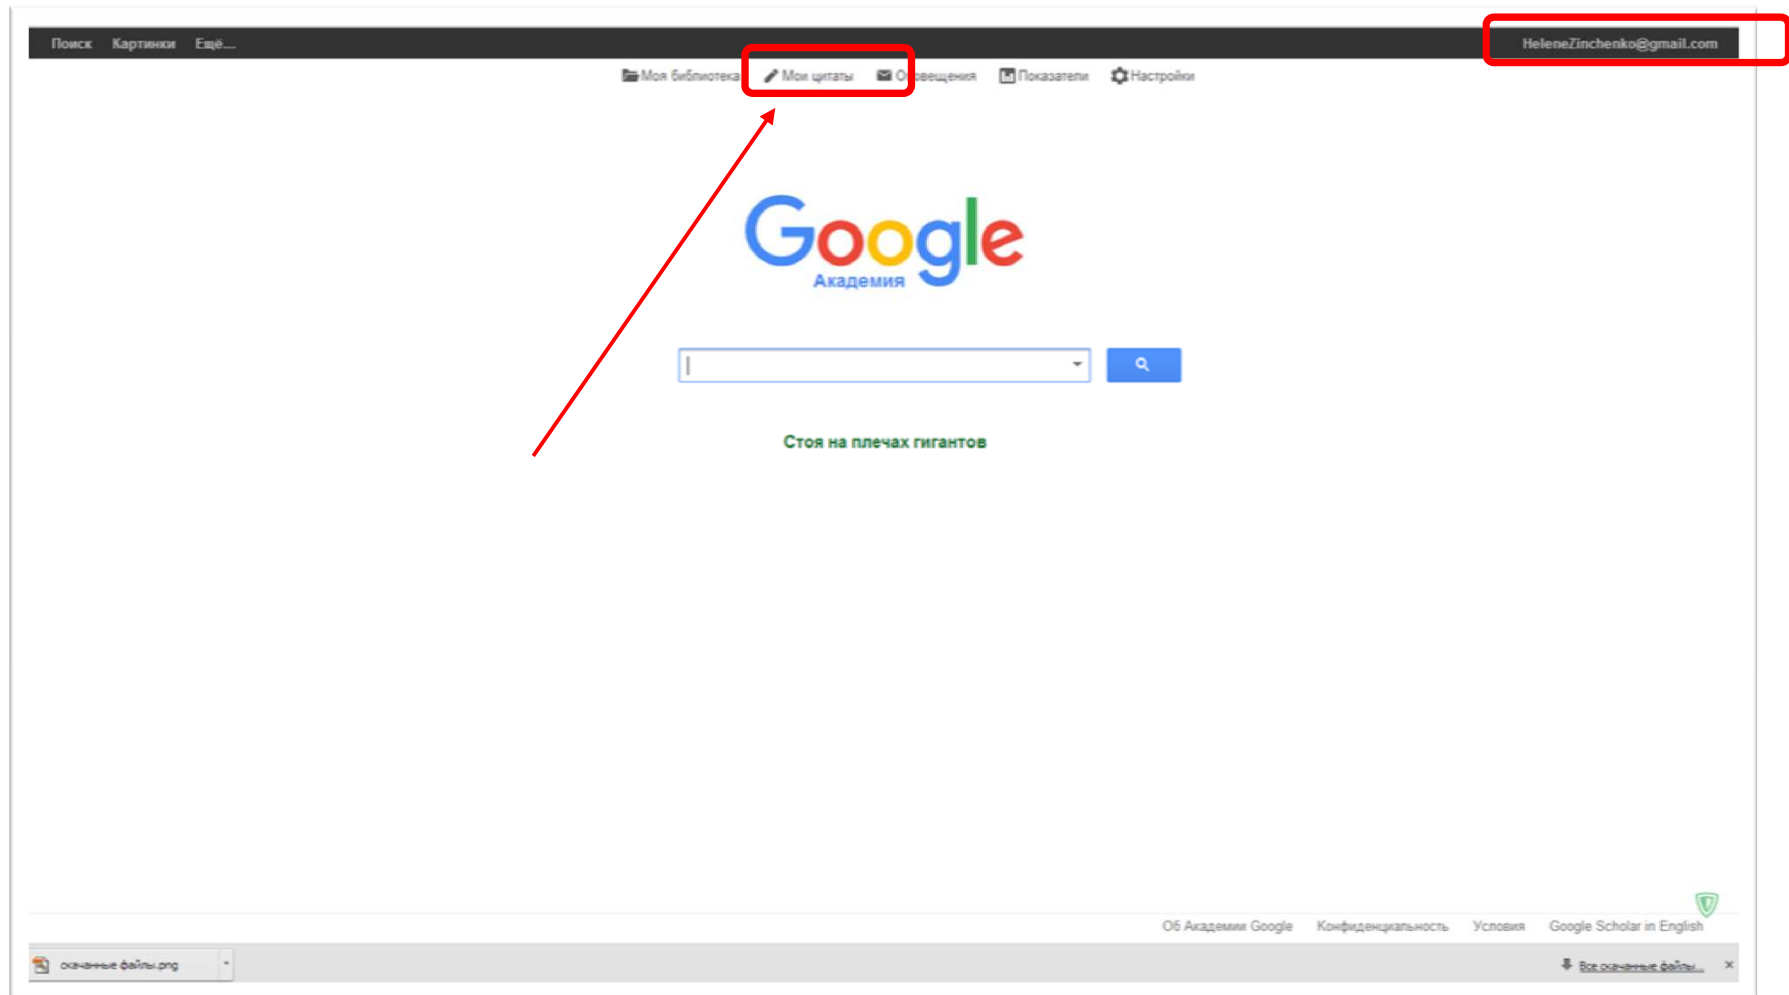 Поиск Картинки Ещё... HeleneZinchenko@gmail.com
Моя библиотека Мои цитаты Оповещения Показатели Настройки
Google
Академия
Стоя на плечах гигантов
Об Академии Google Конфиденциальность Условия Google Scholar in English
скачанные файлы.png Все скачанные файлы...